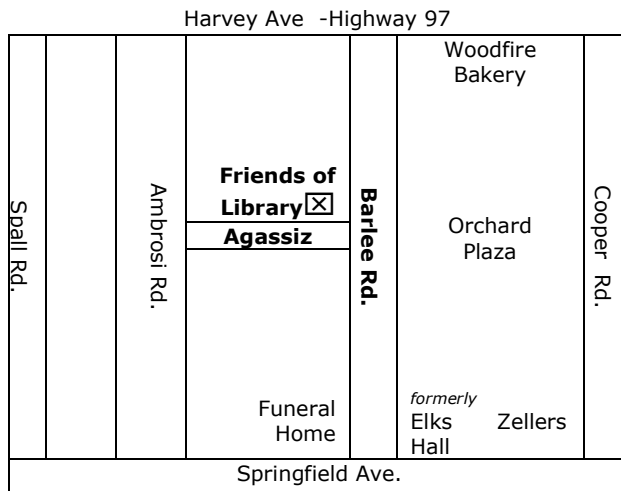 Harvey Ave -Highway 97
Woodfire
Bakery
Friends of
Library
Agassiz
Spall Rd.
Ambrosi Rd.
Barlee Rd.
Orchard
Plaza
Cooper Rd.
Funeral
Home
formerly
Elks Zellers
Hall
Springfield Ave.